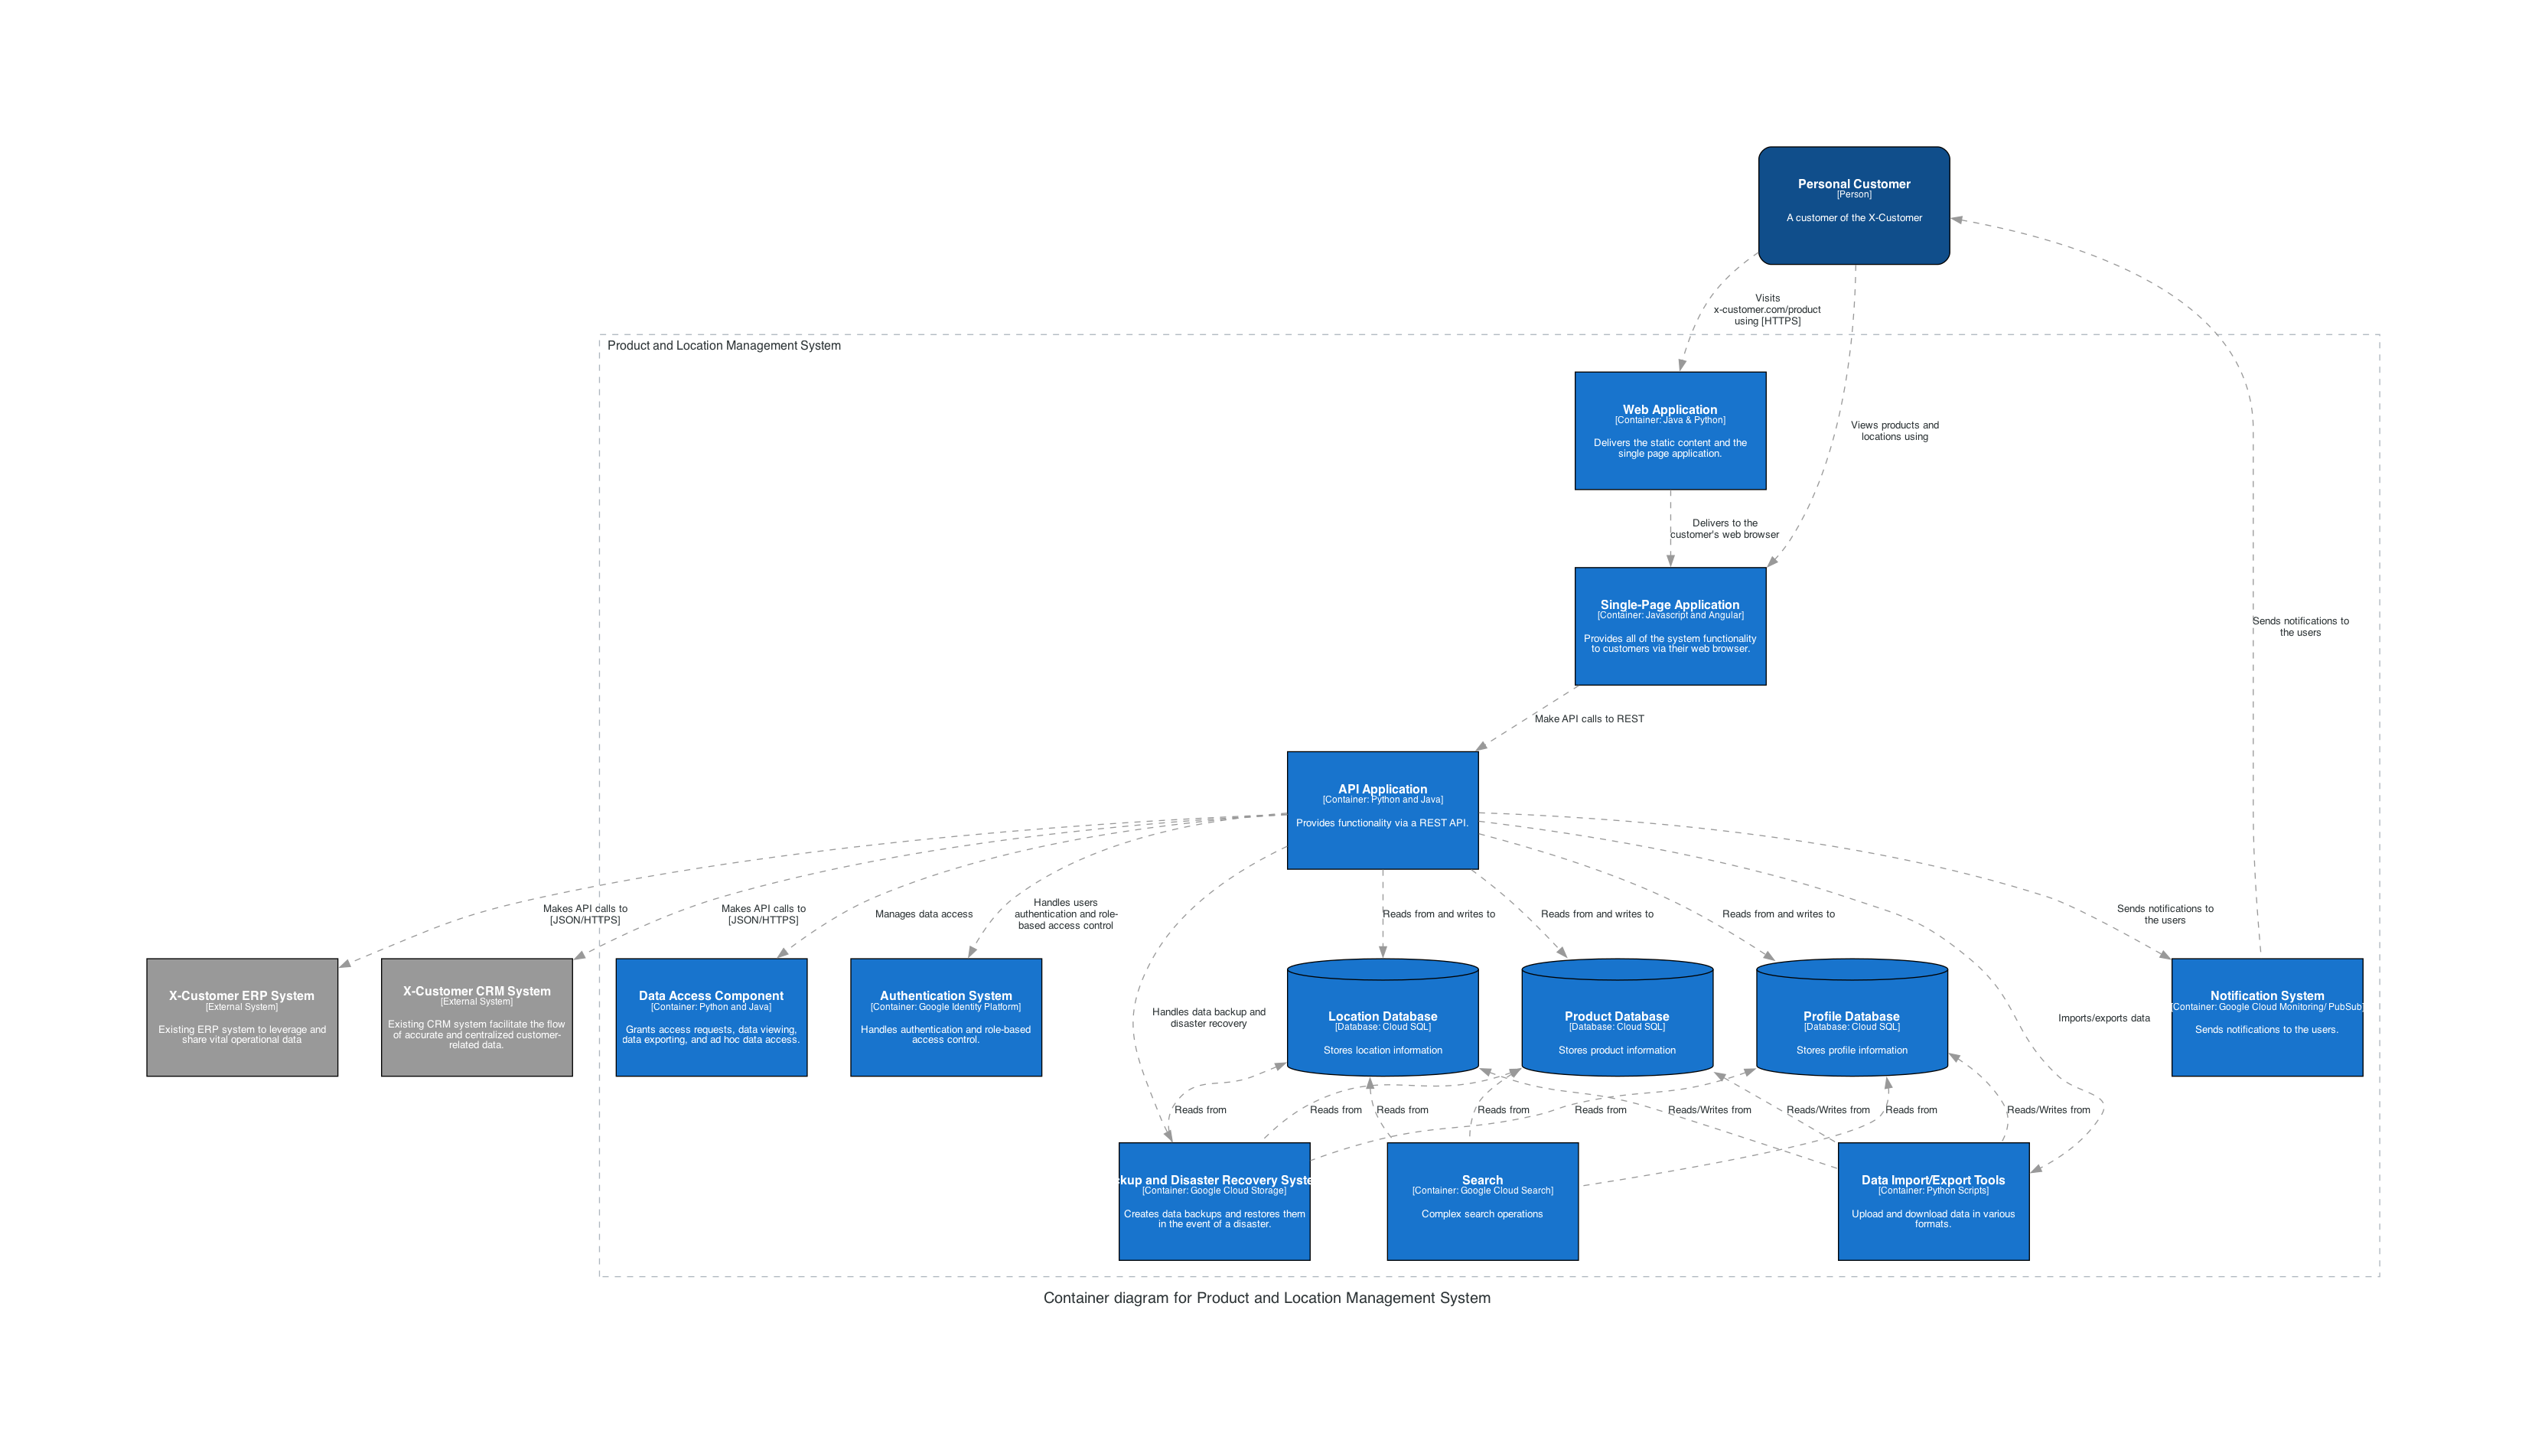 Personal Customer
[Person]
A customer of the X-Customer
Visits
x-customer.com/product
using [HTTPS]
Product and Location Management System
Web Application
[Container: Java & Python]
Delivers the static content and the
single page application.
Views products and
locations using
Delivers to the
customer's web browser
Single-Page Application
[Container: Javascript and Angular]
Provides all of the system functionality
to customers via their web browser.
Sends notifications to
the users
Make API calls to REST
API Application
[Container: Python and Java]
Provides functionality via a REST API.
Makes API calls to
[JSON/HTTPS]
Makes API calls to
[JSON/HTTPS]
Manages data access
Handles users
authentication and role-
based access control
Reads from and writes to
Reads from and writes to
Reads from and writes to
Sends notifications to
the users
X-Customer ERP System
[External System]
Existing ERP system to leverage and
share vital operational data
X-Customer CRM System
[External System]
Existing CRM system facilitate the flow
of accurate and centralized customer-
related data.
Data Access Component
[Container: Python and Java]
Grants access requests, data viewing,
data exporting, and ad hoc data access.
Authentication System
[Container: Google Identity Platform]
Handles authentication and role-based
access control.
Handles data backup and
disaster recovery
Location Database
[Database: Cloud SQL]
Stores location information
Product Database
[Database: Cloud SQL]
Stores product information
Profile Database
[Database: Cloud SQL]
Stores profile information
Imports/exports data
Notification System
[Container: Google Cloud Monitoring/ PubSub]
Sends notifications to the users.
Reads from
Reads from
Reads from
Reads from
Reads from
Reads/Writes from
Reads/Writes from
Reads from
Reads/Writes from
kup and Disaster Recovery Syste
[Container: Google Cloud Storage]
Creates data backups and restores them
in the event of a disaster.
Search
[Container: Google Cloud Search]
Complex search operations
Data Import/Export Tools
[Container: Python Scripts]
Upload and download data in various
formats.
Container diagram for Product and Location Management System